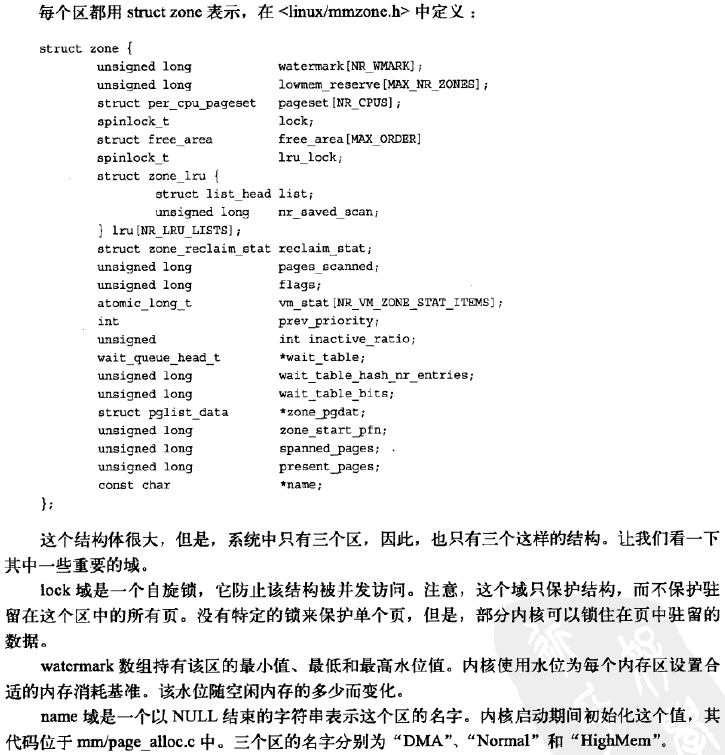 每个区都用 struct zone 表示，在 <linux/mmzone.h> 中定义：
struct zone {
unsigned long watermark[NR_WMARK];
unsigned long lowmem_reserve[MAX_NR_ZONES];
struct per_cpu_pageset pageset[NR_CPUS];
spinlock_t lock;
struct free_area free_area[MAX_ORDER]
spinlock_t lru_lock;
struct zone_lru {
struct list_head list;
unsigned long nr_saved_scan;
} lru[NR_LRU_LISTS];
struct zone_reclaim_stat reclaim_stat;
unsigned long pages_scanned;
unsigned long flags;
atomic_long_t vm_stat[NR_VM_ZONE_STAT_ITEMS];
int prev_priority;
unsigned int inactive_ratio;
wait_queue_head_t *wait_table;
unsigned long wait_table_hash_nr_entries;
unsigned long wait_table_bits;
struct pglist_data *zone_pgdat;
unsigned long zone_start_pfn;
unsigned long spanned_pages;
unsigned long present_pages;
const char *name;
};
这个结构体很大，但是，系统中只有三个区，因此，也只有三个这样的结构。让我们看一下
其中一些重要的域。
lock 域是一个自旋锁，它防止该结构被并发访问。注意，这个域只保护结构，而不保护驻
留在这个区中的所有页。没有特定的锁来保护单个页，但是，部分内核可以锁住在页中驻留的
数据。
watermark 数组持有该区的最小值、最低和最高水位值。内核使用水位为每个内存区设置合
适的内存消耗基准。该水位随空闲内存的多少而变化。
name 域是一个以 NULL 结束的字符串表示这个区的名字。内核启动期间初始化这个值，其
代码位于 mm/page_alloc.c 中。三个区的名字分别为“DMA”、“Normal”和“HighMem”。